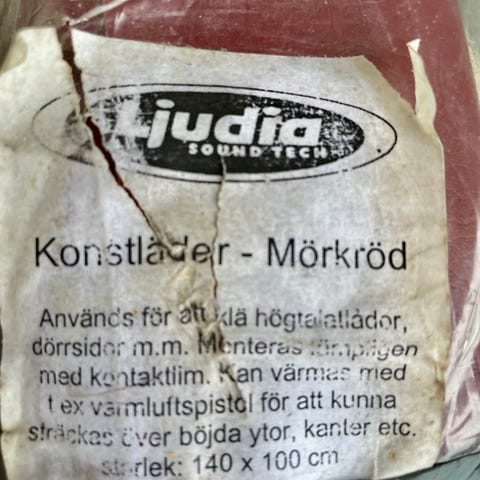 Ljudia
SOUND TECH
Konstläder - Mörkröd
Används för att klä högtalarlådor,
dörrsidor m.m. Monteras lämpligen
med kontaktlim. Kan värmas med
t ex varmluftspistol för att kunna
sträckas över böjda ytor, kanter etc.
storlek: 140 x 100 cm